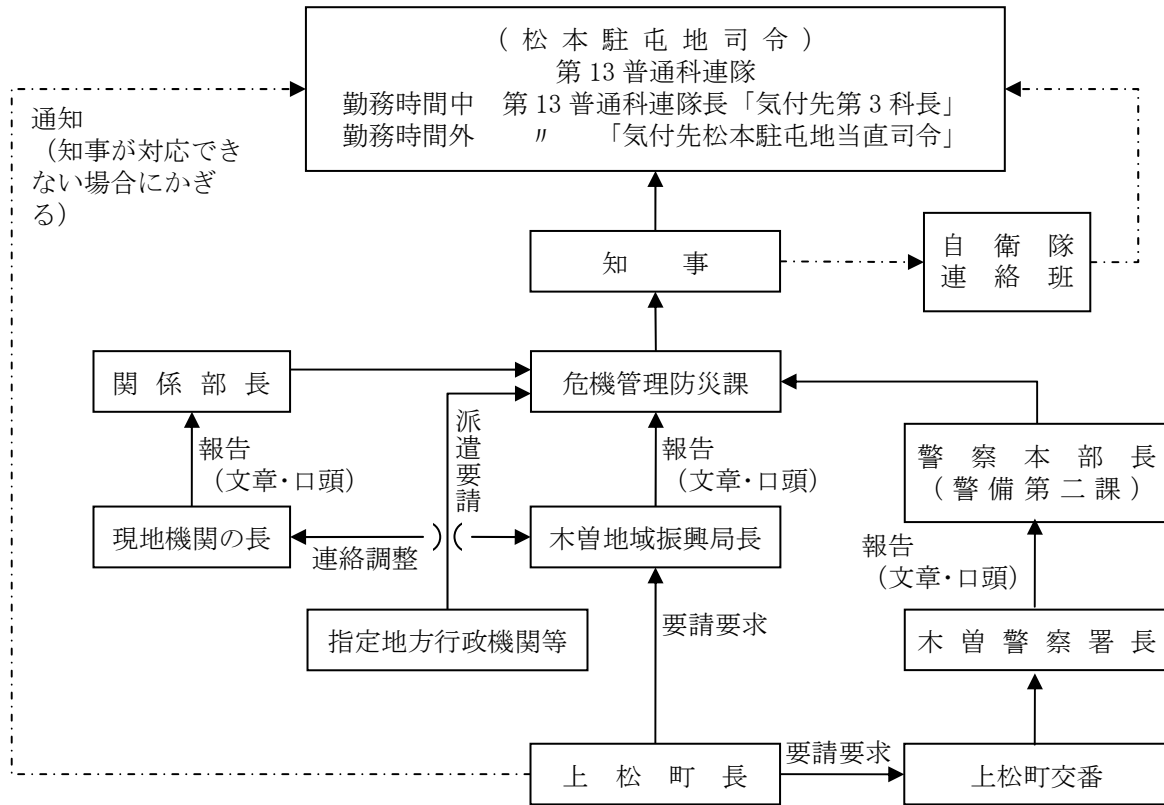 (松本駐屯地司令)
第13普通科連隊
勤務時間中 第13普通科連隊長「気付先第3科長」
勤務時間外 〃 「気付先松本駐屯地当直司令」
通知
(知事が対応でき
ない場合にかぎ
る)
知事
自衛隊
連絡班
関係部長
危機管理防災課
派遣要請
報告
(文章・口頭)
報告
(文章・口頭)
警察本部長
(警備第二課)
現地機関の長
連絡調整
木曽地域振興局長
報告
(文章・口頭)
指定地方行政機関等
要請要求
木曽警察署長
上松町長
要請要求
上松町交番